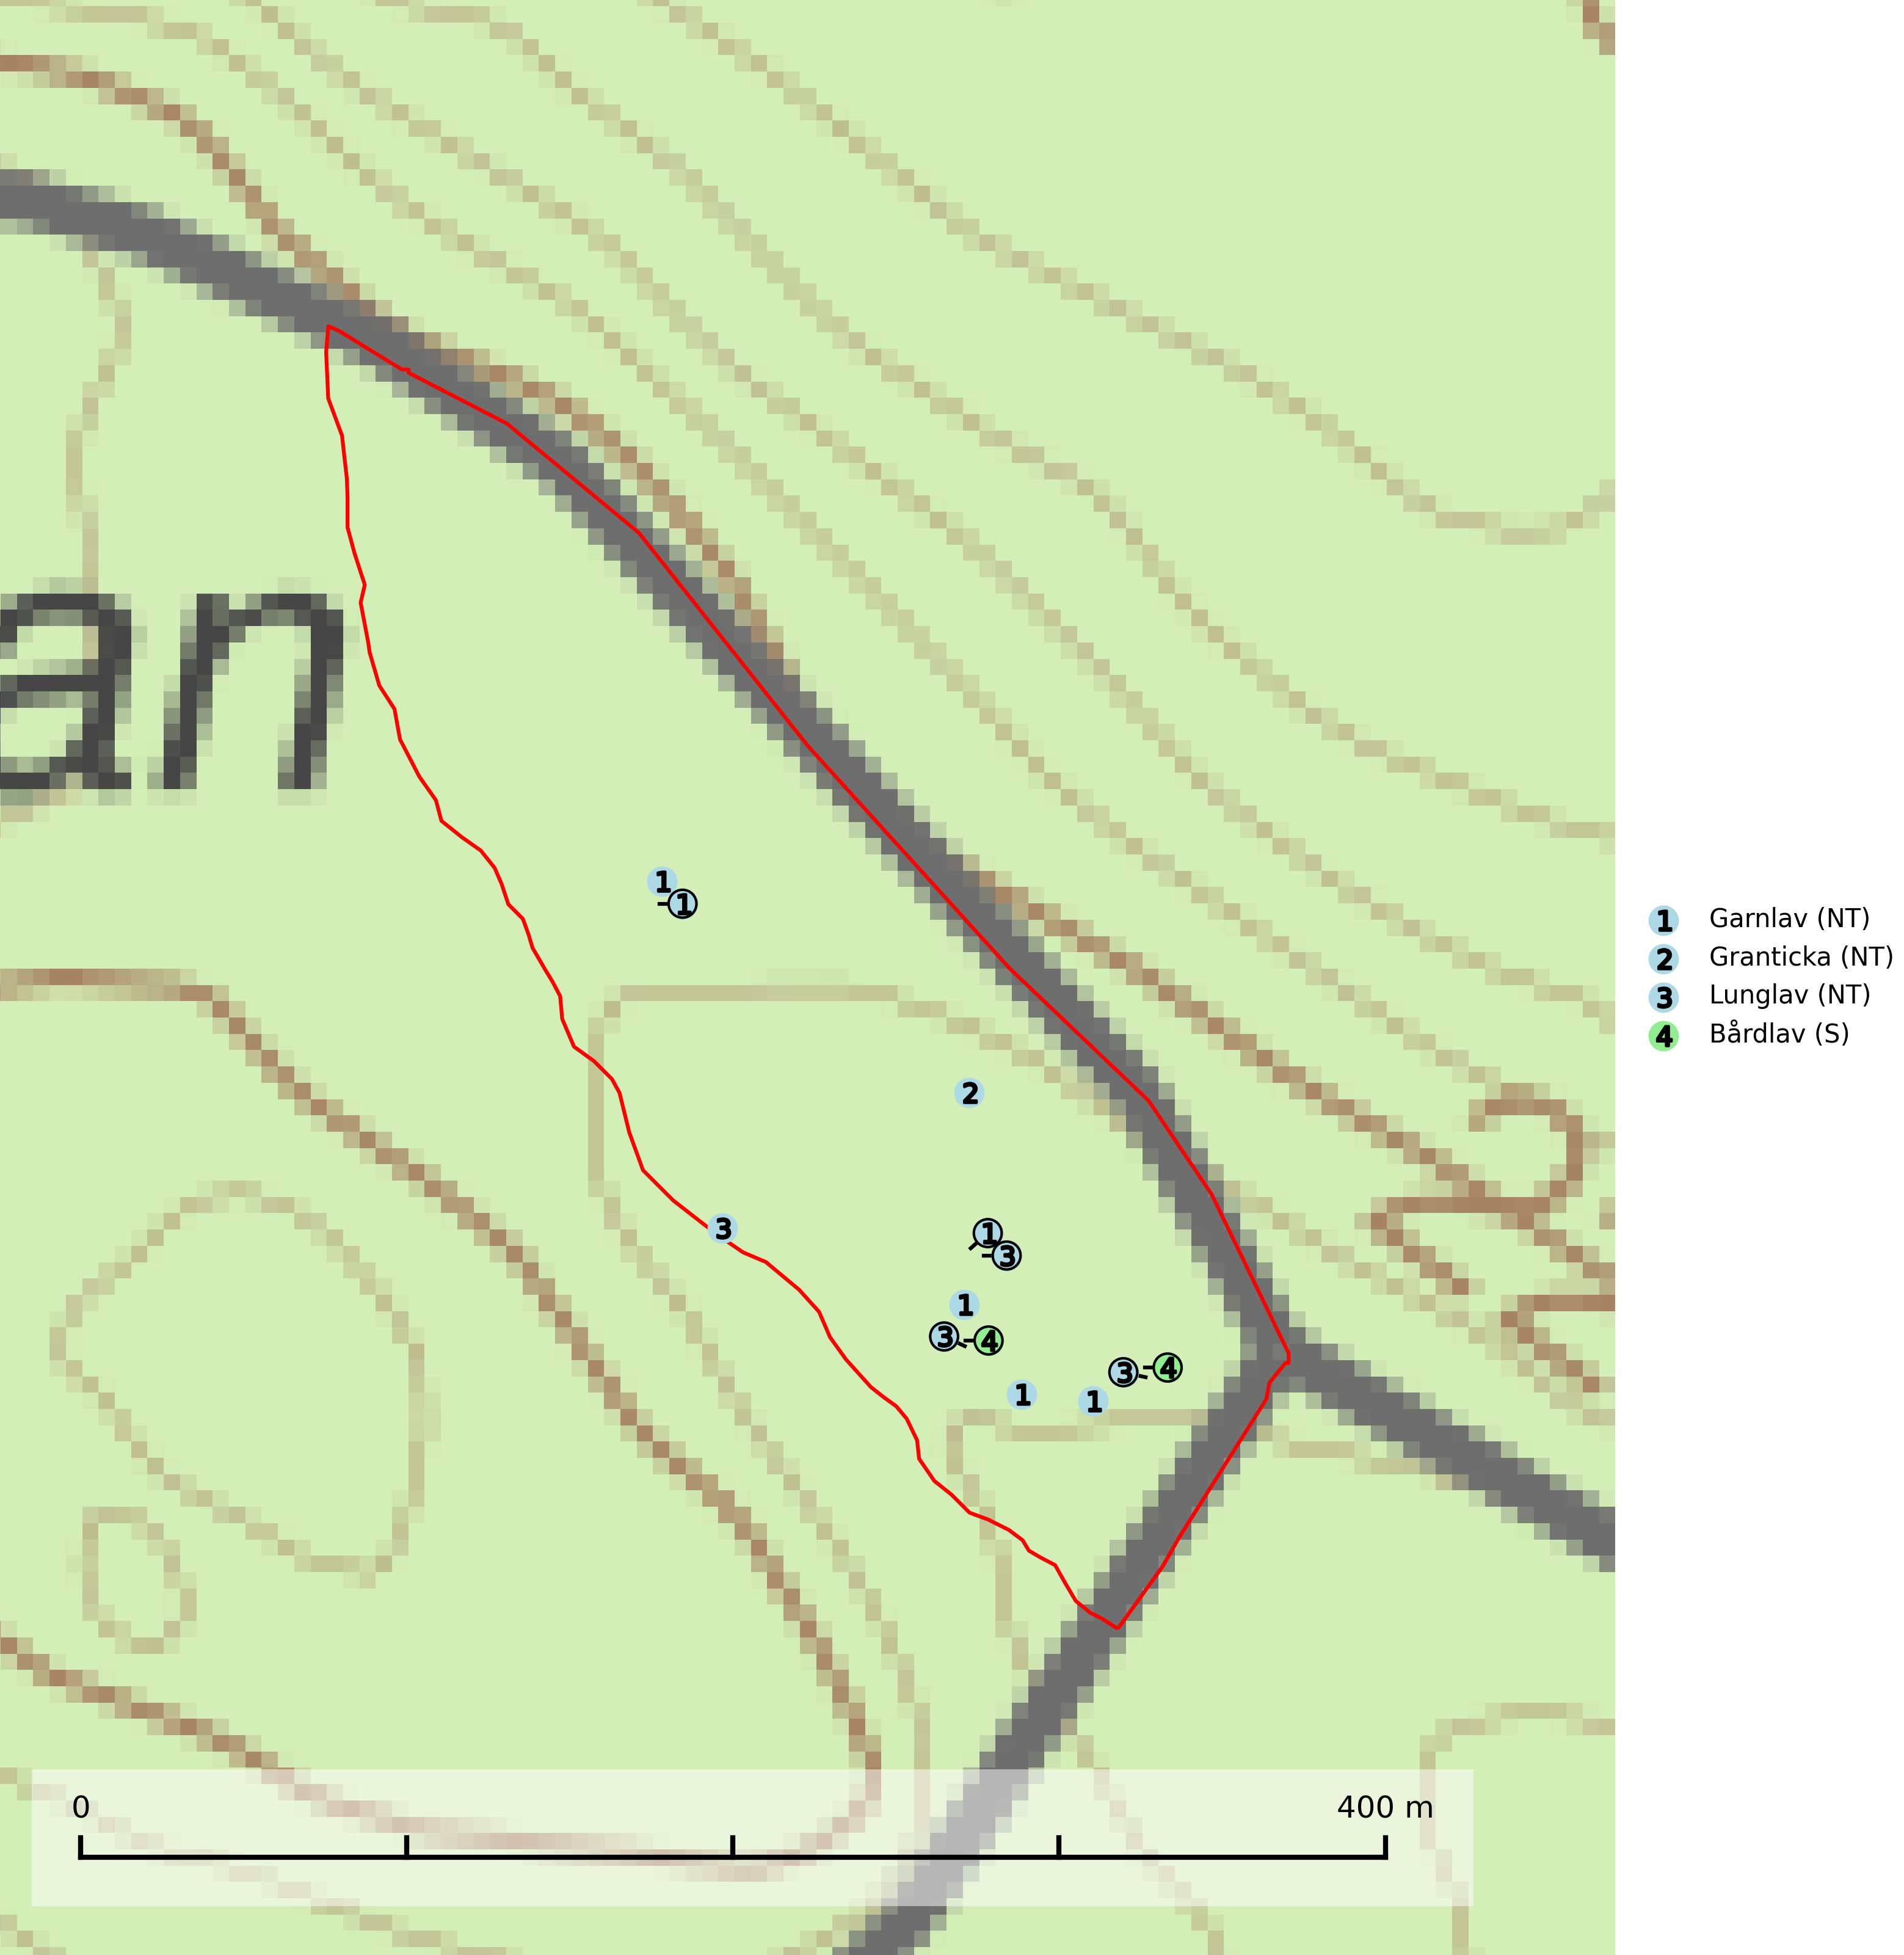 an
1
1
2
3
1
3
1
3 4
3 4
1 1
0 400 m
1 Garnlav (NT)
2 Granticka (NT)
3 Lunglav (NT)
4 Bårdlav (S)